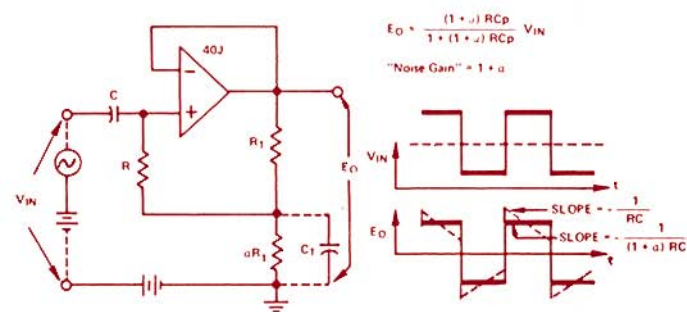 E_O = (1 + a) RCp / 1 + (1 + a) RCp V_IN
"Noise Gain" = 1 + a
40J
−
+
C
R
R₁
E_O
V_IN
aR₁
C₁
V_IN
t
E_O
SLOPE = - 1 / RC
SLOPE = - 1 / (1 + a) RC
t